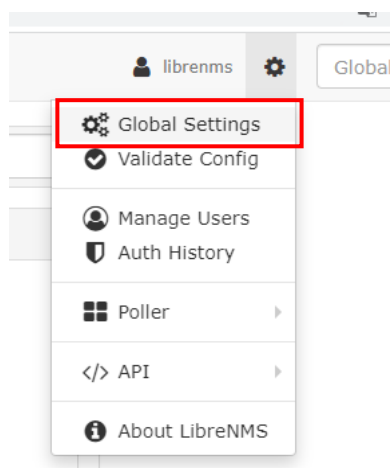 librenms
Global
Global Settings
Validate Config
Manage Users
Auth History
Poller
</> API
About LibreNMS